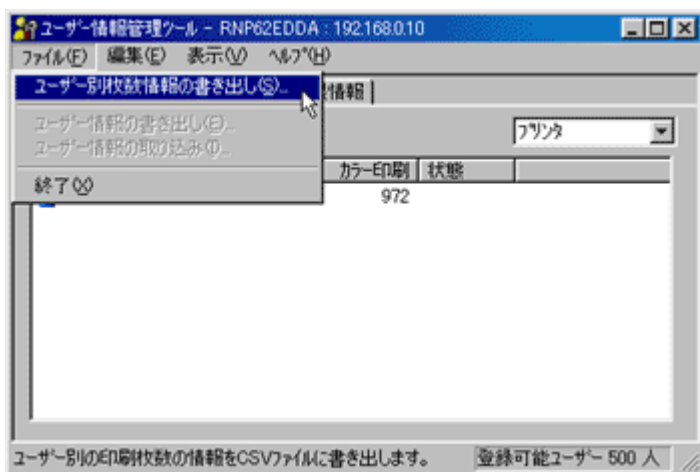 ユーザー情報管理ツール - RNP62EDDA : 192.168.0.10
ファイル(F) 編集(E) 表示(V) ヘルプ(H)
ユーザー別枚数情報の書き出し(S)...
情報
ユーザー情報の書き出し(E)...
ユーザー情報の取り込み(I)...
プリンタ
終了(X)
カラー印刷 状態
972
ユーザー別の印刷枚数の情報をCSVファイルに書き出します。 登録可能ユーザー 500 人